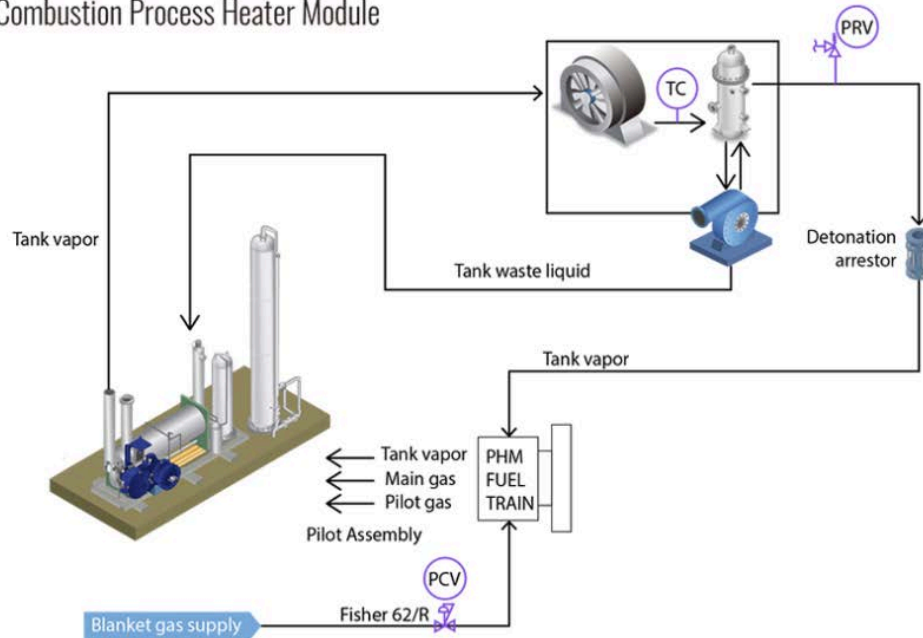 Combustion Process Heater Module
PRV
TC
Tank vapor
Detonation
arrestor
Tank waste liquid
Tank vapor
Tank vapor
Main gas
Pilot gas
PHM
FUEL
TRAIN
Pilot Assembly
PCV
Fisher 62/R
Blanket gas supply